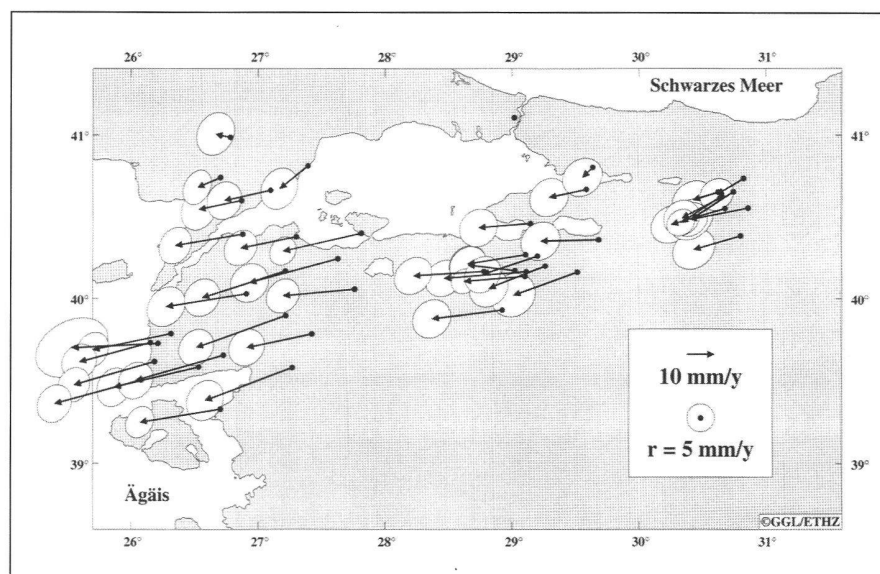 26° 27° 28° 29° 30° 31°
Schwarzes Meer
41° 41°
40° 40°
10 mm/y
r = 5 mm/y
39° 39°
Ägäis
©GGL/ETHZ
26° 27° 28° 29° 30° 31°